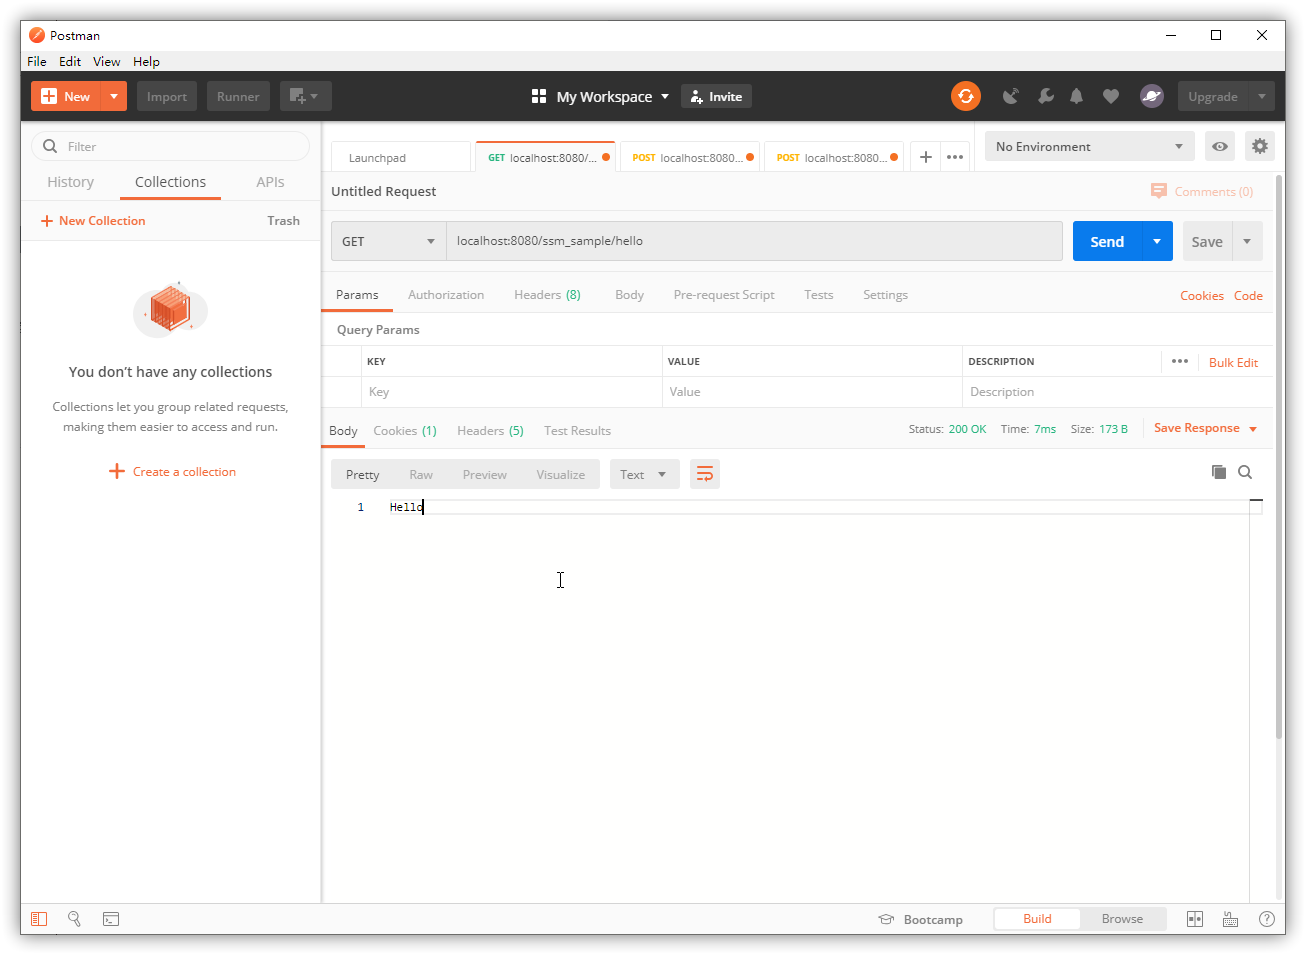 Postman
File Edit View Help
New Import Runner My Workspace Invite Upgrade
Filter
History Collections APIs
New Collection Trash
You don't have any collections
Collections let you group related requests,
making them easier to access and run.
Create a collection
Launchpad GET localhost:8080/... POST localhost:8080... POST localhost:8080... No Environment
Untitled Request Comments (0)
GET localhost:8080/ssm_sample/hello Send Save
Params Authorization Headers (8) Body Pre-request Script Tests Settings Cookies Code
Query Params
KEY VALUE DESCRIPTION Bulk Edit
Key Value Description
Body Cookies (1) Headers (5) Test Results Status: 200 OK Time: 7ms Size: 173 B Save Response
Pretty Raw Preview Visualize Text
1 Hello
Bootcamp Build Browse